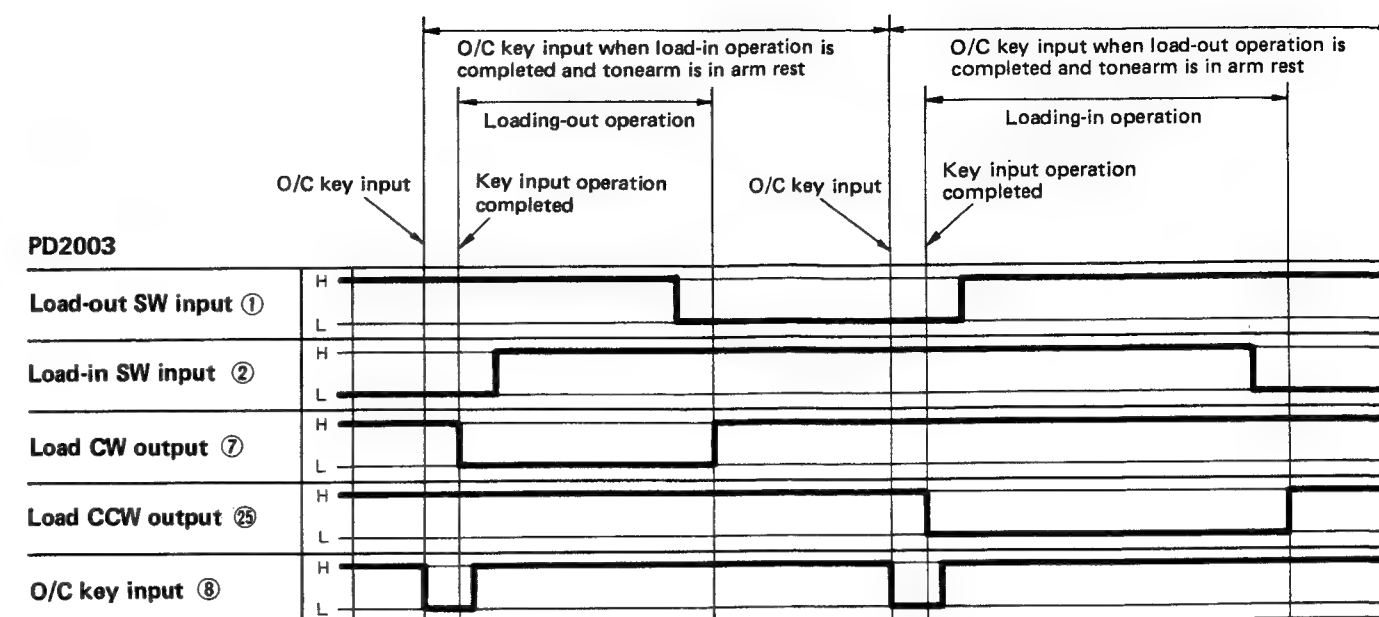 O/C key input when load-in operation is
completed and tonearm is in arm rest
O/C key input when load-out operation is
completed and tonearm is in arm rest
Loading-out operation
Loading-in operation
O/C key input
Key input operation
completed
O/C key input
Key input operation
completed
PD2003
Load-out SW input ①
H
L
Load-in SW input ②
H
L
Load CW output ⑦
H
L
Load CCW output ㉕
H
L
O/C key input ⑧
H
L